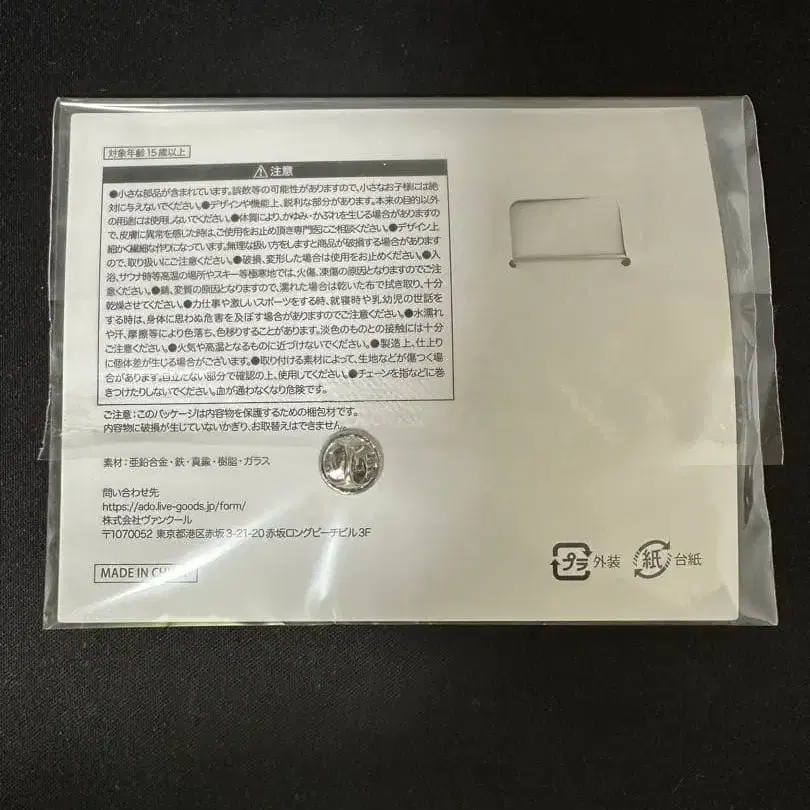 対象年齢15歳以上
注意
●小さな部品が含まれています。誤飲等の可能性がありますので、小さなお子様には絶
対に与えないでください。●デザインや機能上、鋭利な部分があります。本来の目的以外
の用途には使用しないでください。●体質により、かゆみ・かぶれを生じる場合がありますの
で、皮膚に異常を感じた時は、ご使用をお止め頂き専門医にご相談ください。●デザイン上
細かく繊細な作りになっています。無理な扱い方をしますと商品が破損する場合があります
ので、取り扱いにご注意ください。●破損、変形した場合は使用をお止めください。●入
浴、サウナ時等高温の場所やスキー等極寒地では、火傷、凍傷の原因となりますのでご注
意ください。●錆、変質の原因となりますので、濡れた場合は乾いた布で拭き取り、十分
乾燥させてください。●力仕事や激しいスポーツをする時、就寝時や乳幼児の世話を
する時は、身体に思わぬ危害を及ぼす場合がありますのでご注意ください。●水濡れ
や汗、摩擦等により色落ち、色移りすることがあります。淡色のものとの接触には十分
ご注意ください。●火気や高温となるものに近づけないでください。●製造上、仕上り
に個体差が生じる場合がございます。●取り付ける素材によって、生地などが傷つく場
合があります。目立たない部分で確認の上、使用してください。●チェーンを指などに巻
きつけたりしないでください。血が通わなくなり危険です。
ご注意：このパッケージは内容物を保護するための梱包材です。
内容物に破損が生じていないかぎり、お取替えはできません。
素材：亜鉛合金・鉄・真鍮・樹脂・ガラス
問い合わせ先
https://ado.live-goods.jp/form/
株式会社ヴァンクール
〒1070052 東京都港区赤坂3-21-20 赤坂ロングビーチビル3F
MADE IN CHINA
プラ 外装 紙 台紙